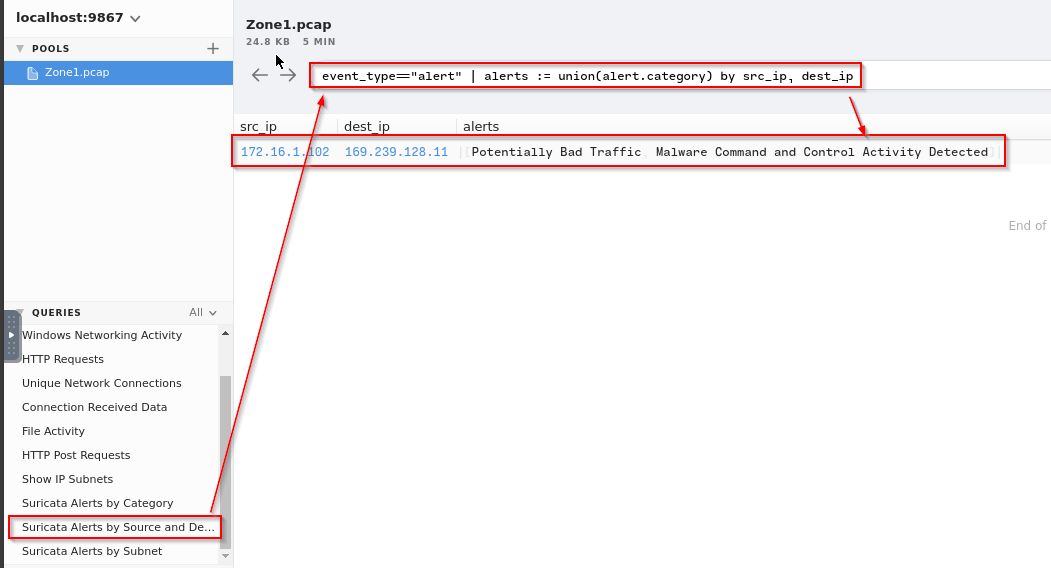 localhost:9867
POOLS
Zone1.pcap
Zone1.pcap
24.8 KB 5 MIN
event_type=="alert" | alerts := union(alert.category) by src_ip, dest_ip
src_ip dest_ip alerts
172.16.1.102 169.239.128.11 |[Potentially Bad Traffic, Malware Command and Control Activity Detected]|
End of
QUERIES All
Windows Networking Activity
HTTP Requests
Unique Network Connections
Connection Received Data
File Activity
HTTP Post Requests
Show IP Subnets
Suricata Alerts by Category
Suricata Alerts by Source and De...
Suricata Alerts by Subnet